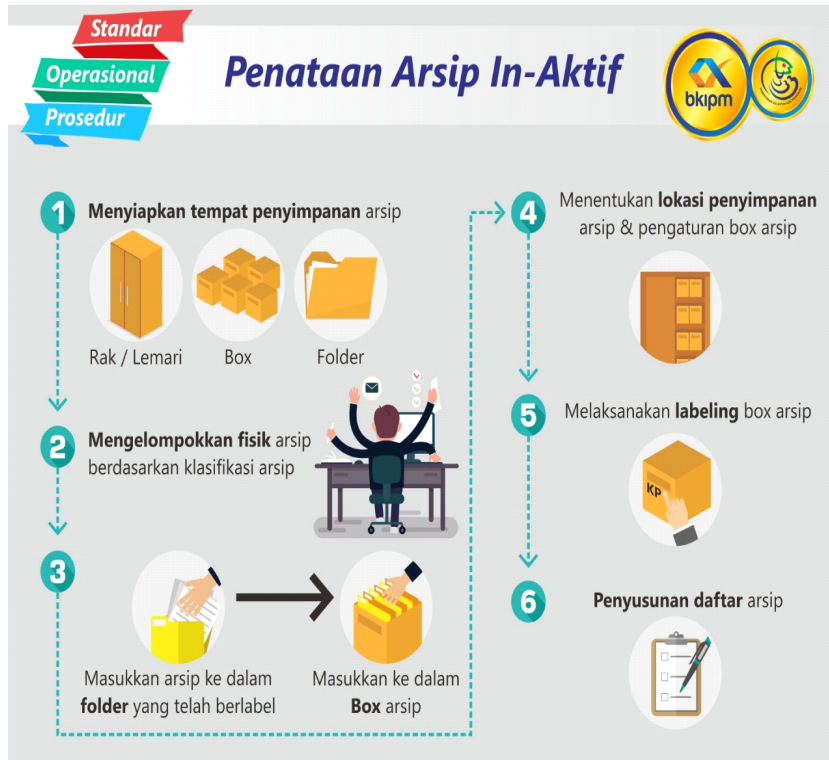 Standar
Operasional
Prosedur
Penataan Arsip In-Aktif
bkipm
1
Menyiapkan tempat penyimpanan arsip
Rak / Lemari
Box
Folder
2
Mengelompokkan fisik arsip
berdasarkan klasifikasi arsip
3
Masukkan arsip ke dalam
folder yang telah berlabel
Masukkan ke dalam
Box arsip
4
Menentukan lokasi penyimpanan
arsip & pengaturan box arsip
5
Melaksanakan labeling box arsip
KP
6
Penyusunan daftar arsip